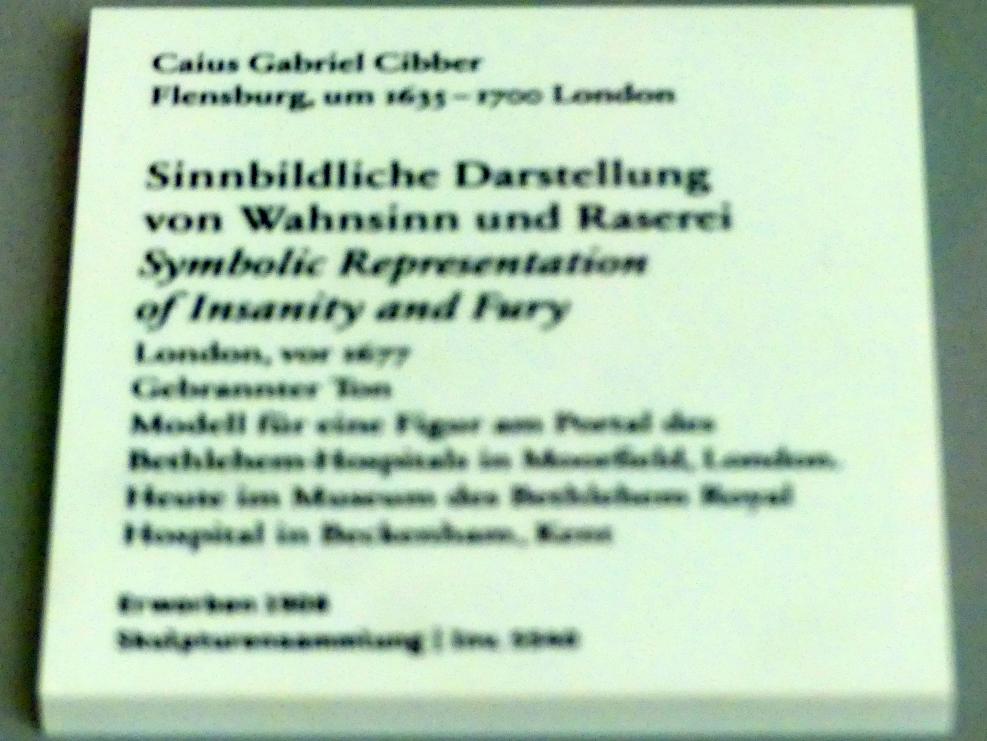 Caius Gabriel Cibber
Flensburg, um 1635–1700 London
Sinnbildliche Darstellung
von Wahnsinn und Raserei
Symbolic Representation
of Insanity and Fury
London, vor 1677
Gebrannter Ton
Modell für eine Figur am Portal des
Bethlehem-Hospitals in Moorfield, London.
Heute im Museum des Bethlehem Royal
Hospital in Beckenham, Kent
Erworben
Skulpturensammlung | Inv.